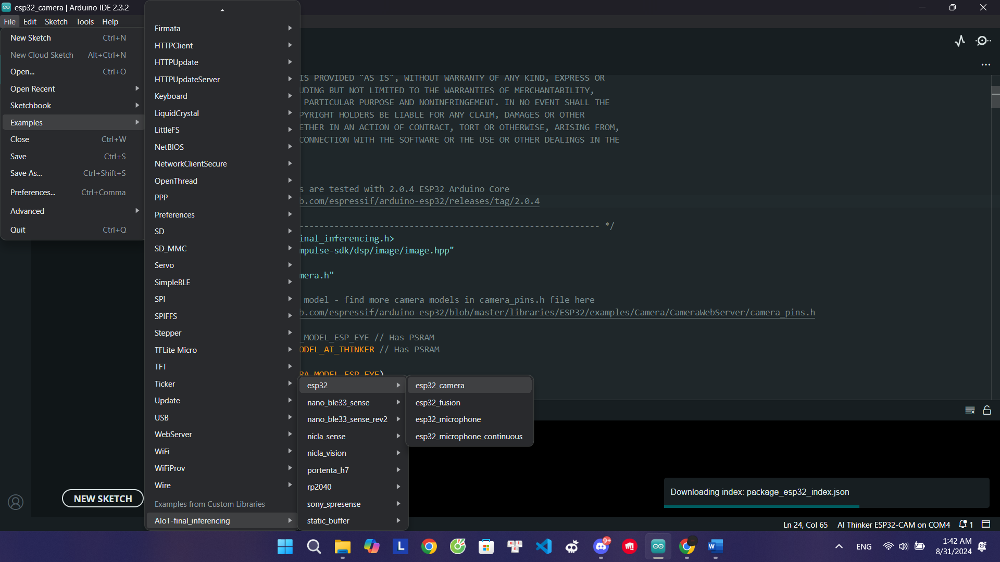 esp32_camera | Arduino IDE 2.3.2
File Edit Sketch Tools Help
New Sketch Ctrl+N
New Cloud Sketch Alt+Ctrl+N
Open... Ctrl+O
Open Recent
Sketchbook
Examples
Close Ctrl+W
Save Ctrl+S
Save As... Ctrl+Shift+S
Preferences... Ctrl+Comma
Advanced
Quit Ctrl+Q
NEW SKETCH
Firmata
HTTPClient
HTTPUpdate
HTTPUpdateServer
Keyboard
LiquidCrystal
LittleFS
NetBIOS
NetworkClientSecure
OpenThread
PPP
Preferences
SD
SD_MMC
Servo
SimpleBLE
SPI
SPIFFS
Stepper
TFLite Micro
TFT
Ticker
Update
USB
WebServer
WiFi
WiFiProv
Wire
Examples from Custom Libraries
AIoT-final_inferencing
esp32
nano_ble33_sense
nano_ble33_sense_rev2
nicla_sense
nicla_vision
portenta_h7
rp2040
sony_spresense
static_buffer
esp32_camera
esp32_fusion
esp32_microphone
esp32_microphone_continuous
IS PROVIDED "AS IS", WITHOUT WARRANTY OF ANY KIND, EXPRESS OR
UDING BUT NOT LIMITED TO THE WARRANTIES OF MERCHANTABILITY,
PARTICULAR PURPOSE AND NONINFRINGEMENT. IN NO EVENT SHALL THE
PYRIGHT HOLDERS BE LIABLE FOR ANY CLAIM, DAMAGES OR OTHER
ETHER IN AN ACTION OF CONTRACT, TORT OR OTHERWISE, ARISING FROM,
CONNECTION WITH THE SOFTWARE OR THE USE OR OTHER DEALINGS IN THE
s are tested with 2.0.4 ESP32 Arduino Core
b.com/espressif/arduino-esp32/releases/tag/2.0.4
------------------------------------------------------------ */
inal_inferencing.h>
mpulse-sdk/dsp/image/image.hpp"
mera.h"
model - find more camera models in camera_pins.h file here
b.com/espressif/arduino-esp32/blob/master/libraries/ESP32/examples/Camera/CameraWebServer/camera_pins.h
_MODEL_ESP_EYE // Has PSRAM
ODEL_AI_THINKER // Has PSRAM
RA_MODEL_ESP_EYE)
Downloading index: package_esp32_index.json
Ln 24, Col 65 AI Thinker ESP32-CAM on COM4 1
L 9+ W
ENG
1:42 AM
8/31/2024